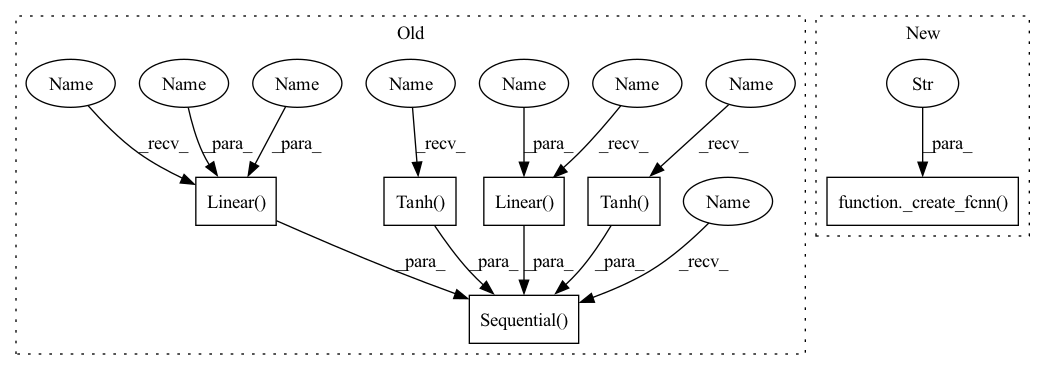 Old
New
Name Name Name Name Name Name Name Str
_recv_ _para_ _para_ _recv_ _para_ _recv_ _recv_ _para_
Linear() Tanh() Linear() Tanh() Name function._create_fcnn()
_para_ _para_ _para_ _para_ _recv_
Sequential()